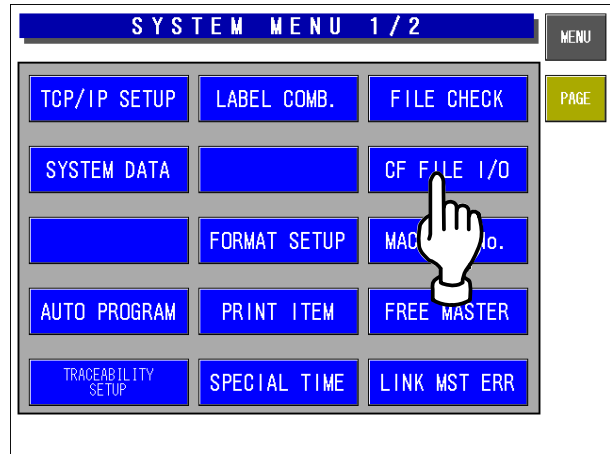 SYSTEM MENU 1/2
MENU
TCP/IP SETUP LABEL COMB. FILE CHECK
PAGE
SYSTEM DATA CF FILE I/O
FORMAT SETUP No.
AUTO PROGRAM PRINT ITEM FREE MASTER
TRACEABILITY
SETUP
SPECIAL TIME LINK MST ERR